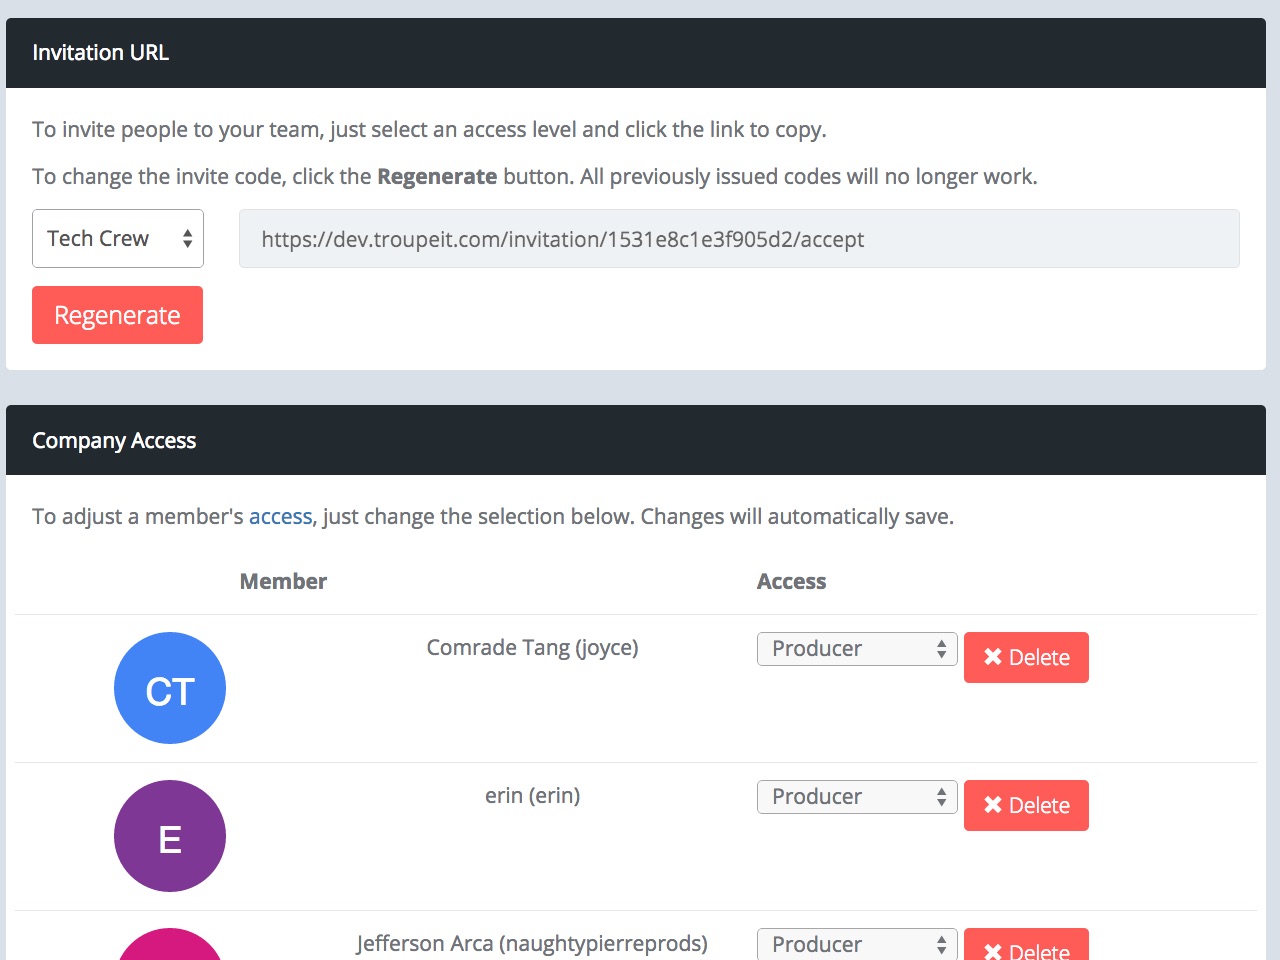 Invitation URL
To invite people to your team, just select an access level and click the link to copy.
To change the invite code, click the Regenerate button. All previously issued codes will no longer work.
Tech Crew
https://dev.troupeit.com/invitation/1531e8c1e3f905d2/accept
Regenerate
Company Access
To adjust a member's access, just change the selection below. Changes will automatically save.
Member Access
CT Comrade Tang (joyce) Producer Delete
E erin (erin) Producer Delete
Jefferson Arca (naughtypierreprods) Producer Delete